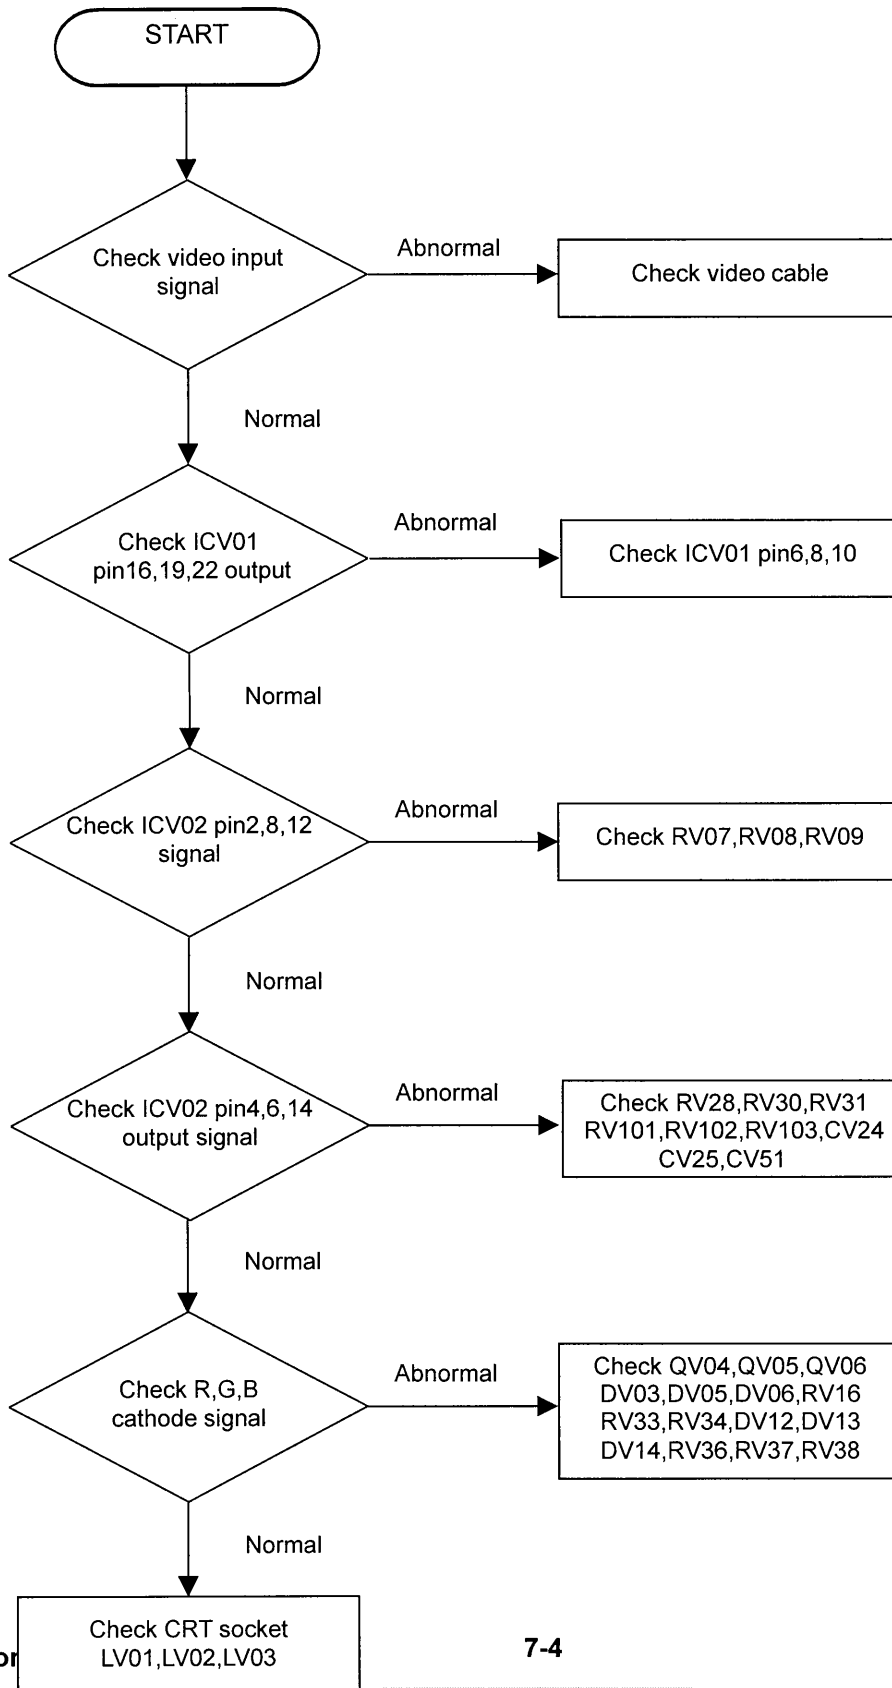 START
Check video input
signal
Abnormal
Check video cable
Normal
Check ICV01
pin16,19,22 output
Abnormal
Check ICV01 pin6,8,10
Normal
Check ICV02 pin2,8,12
signal
Abnormal
Check RV07,RV08,RV09
Normal
Check ICV02 pin4,6,14
output signal
Abnormal
Check RV28,RV30,RV31
RV101,RV102,RV103,CV24
CV25,CV51
Normal
Check R,G,B
cathode signal
Abnormal
Check QV04,QV05,QV06
DV03,DV05,DV06,RV16
RV33,RV34,DV12,DV13
DV14,RV36,RV37,RV38
Normal
Check CRT socket
LV01,LV02,LV03
7-4